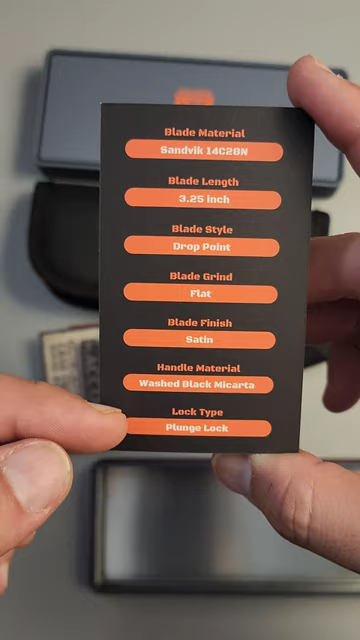 Blade Material
Sandvik 14C28N
Blade Length
3.25 inch
Blade Style
Drop Point
Blade Grind
Flat
Blade Finish
Satin
Handle Material
Washed Black Micarta
Lock Type
Plunge Lock